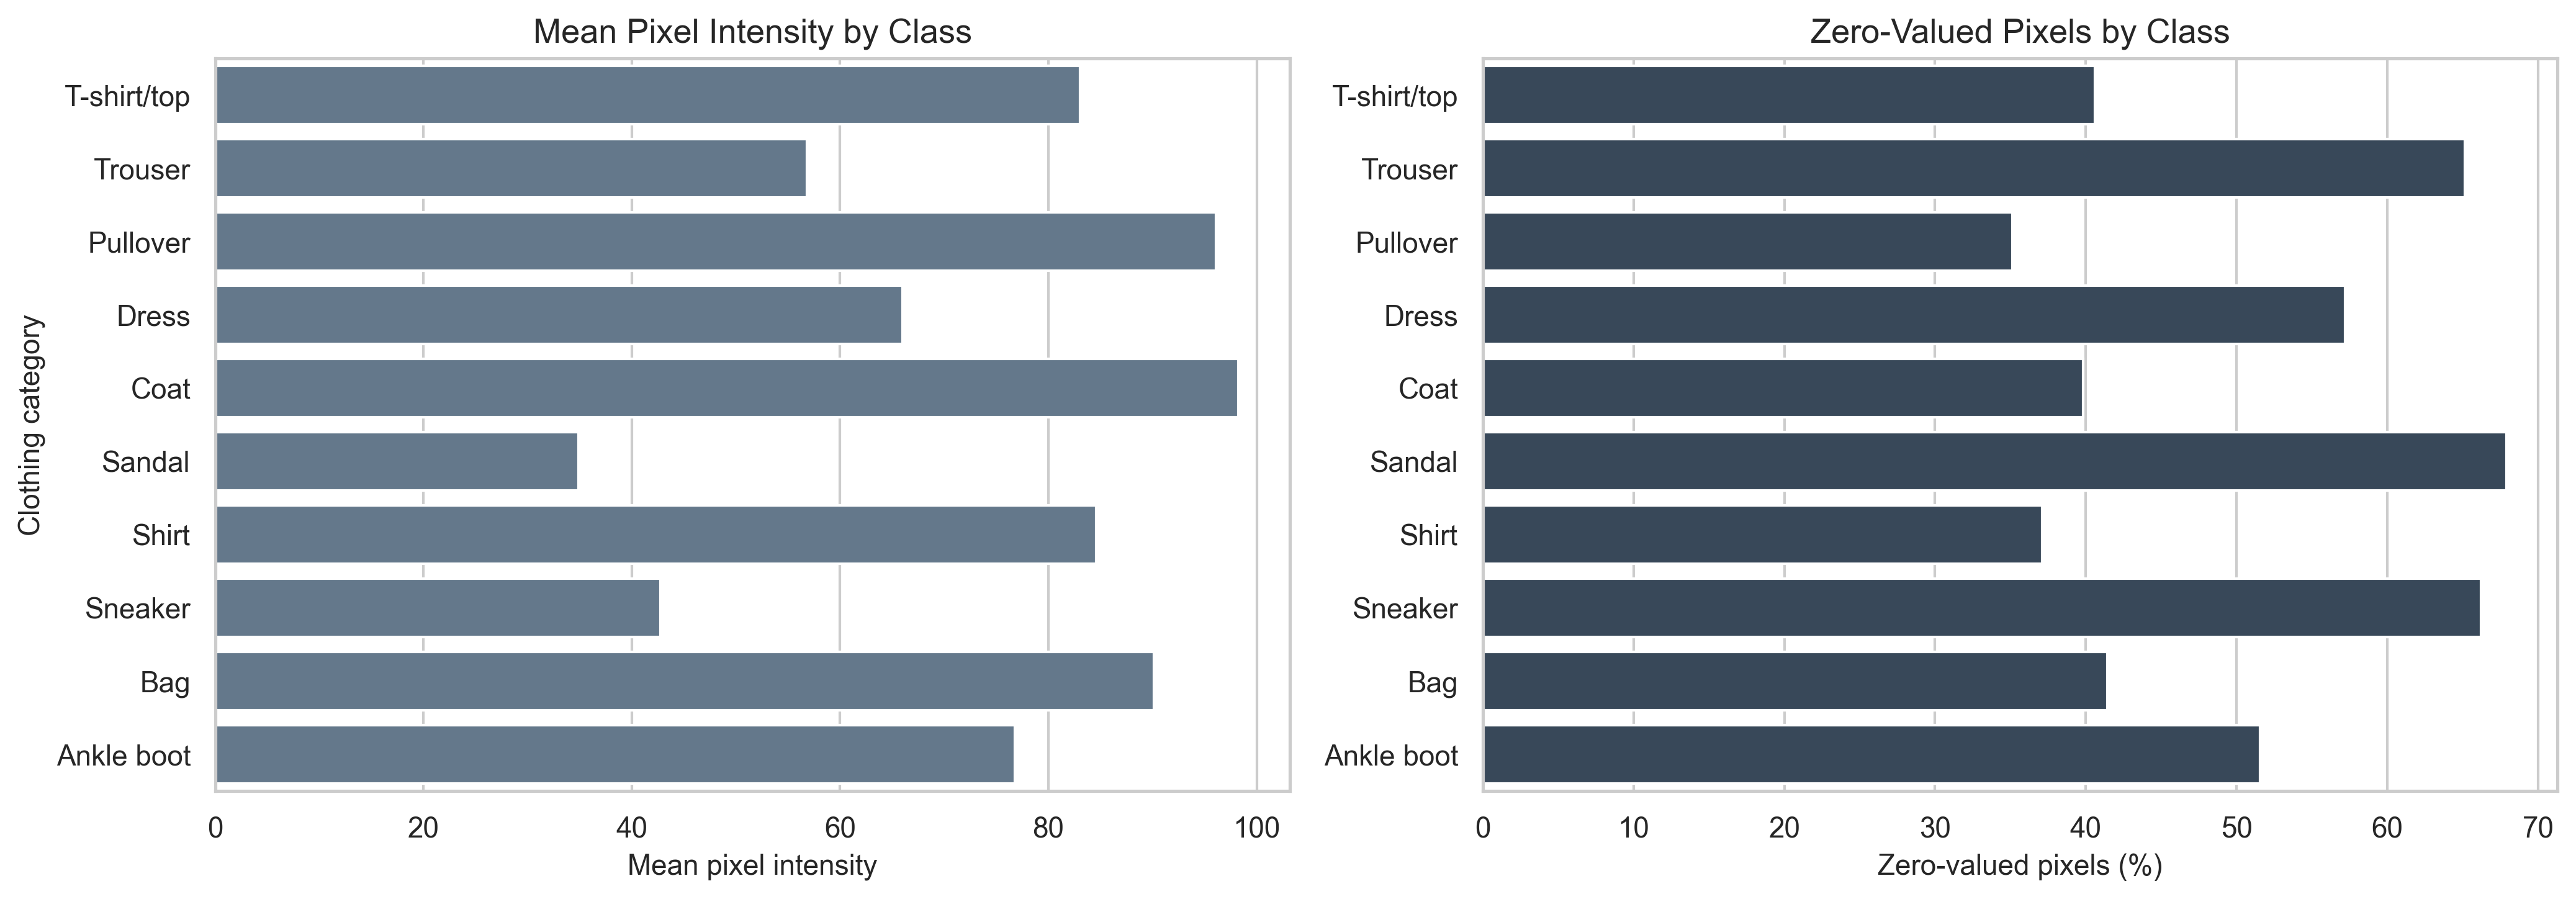 Mean Pixel Intensity by Class
Clothing category
T-shirt/top
Trouser
Pullover
Dress
Coat
Sandal
Shirt
Sneaker
Bag
Ankle boot
0 20 40 60 80 100
Mean pixel intensity
Zero-Valued Pixels by Class
T-shirt/top
Trouser
Pullover
Dress
Coat
Sandal
Shirt
Sneaker
Bag
Ankle boot
0 10 20 30 40 50 60 70
Zero-valued pixels (%)